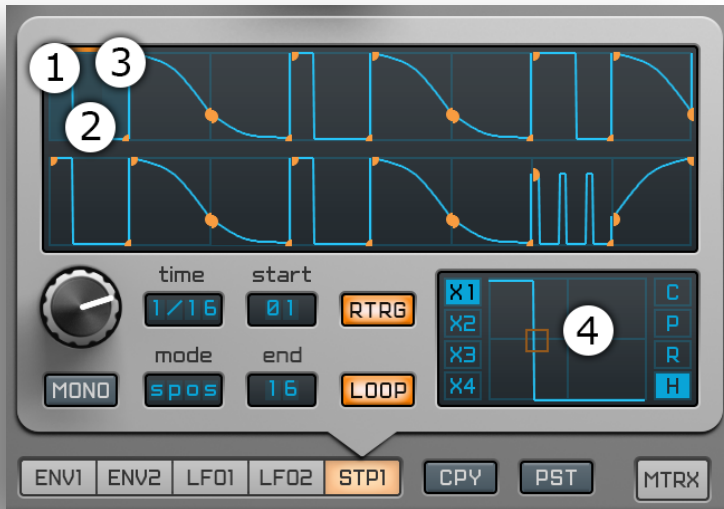 1
3
2
time start
1/16 01 RTRG
mode end
MONO spos 16 LOOP
X1 C
X2 P
4
X3 R
X4 H
ENV1 ENV2 LFO1 LFO2 STP1 CPY PST MTRX